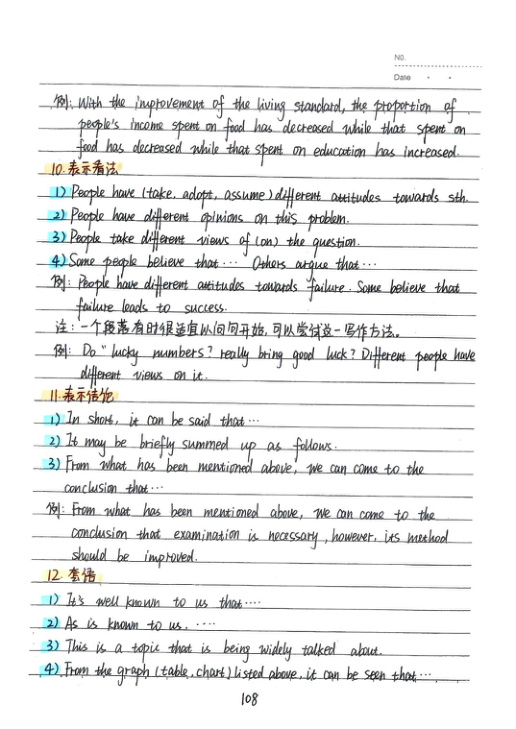 No.
Date
例: With the improvement of the living standard, the proportion of
people's income spent on food has decreased while that spent on
food has decreased while that spent on education has increased.
10. 表示看法
1) People have (take, adopt, assume) different attitudes towards sth.
2) People have different opinions on this problem.
3) People take different views of (on) the question.
4) Some people believe that… Others argue that…
例: People have different attitudes towards failure. Some believe that
failure leads to success.
注: 一个段落有时很适宜以问句开始,可以尝试这一写作方法。
例: Do "lucky numbers? really bring good luck? Different people have
different views on it.
11. 表示结论
1) In short, it can be said that…
2) It may be briefly summed up as follows.
3) From what has been mentioned above, we can come to the
conclusion that…
例: From what has been mentioned above, we can come to the
conclusion that examination is necessary, however, its method
should be improved.
12. 套语
1) It's well known to us that….
2) As is known to us. ….
3) This is a topic that is being widely talked about.
4) From the graph (table, chart) listed above, it can be seen that…
108